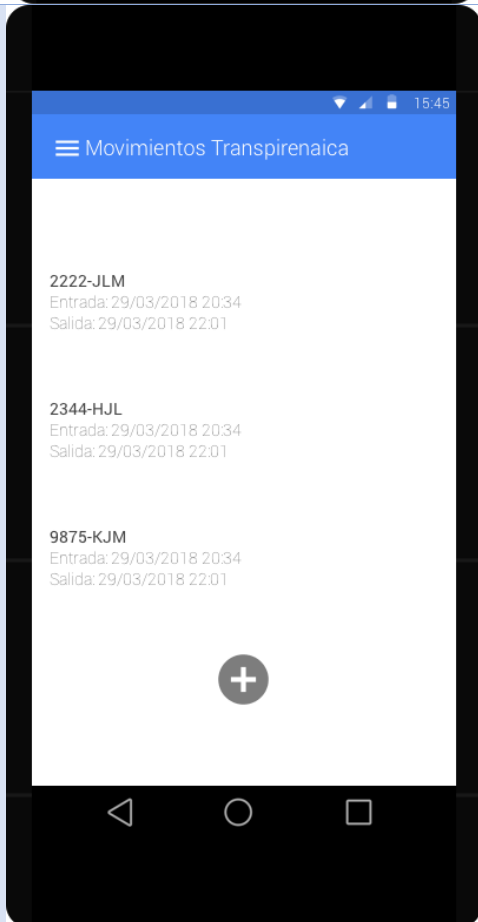 15:45
Movimientos Transpirenaica
2222-JLM
Entrada: 29/03/2018 20:34
Salida: 29/03/2018 22:01
2344-HJL
Entrada: 29/03/2018 20:34
Salida: 29/03/2018 22:01
9875-KJM
Entrada: 29/03/2018 20:34
Salida: 29/03/2018 22:01